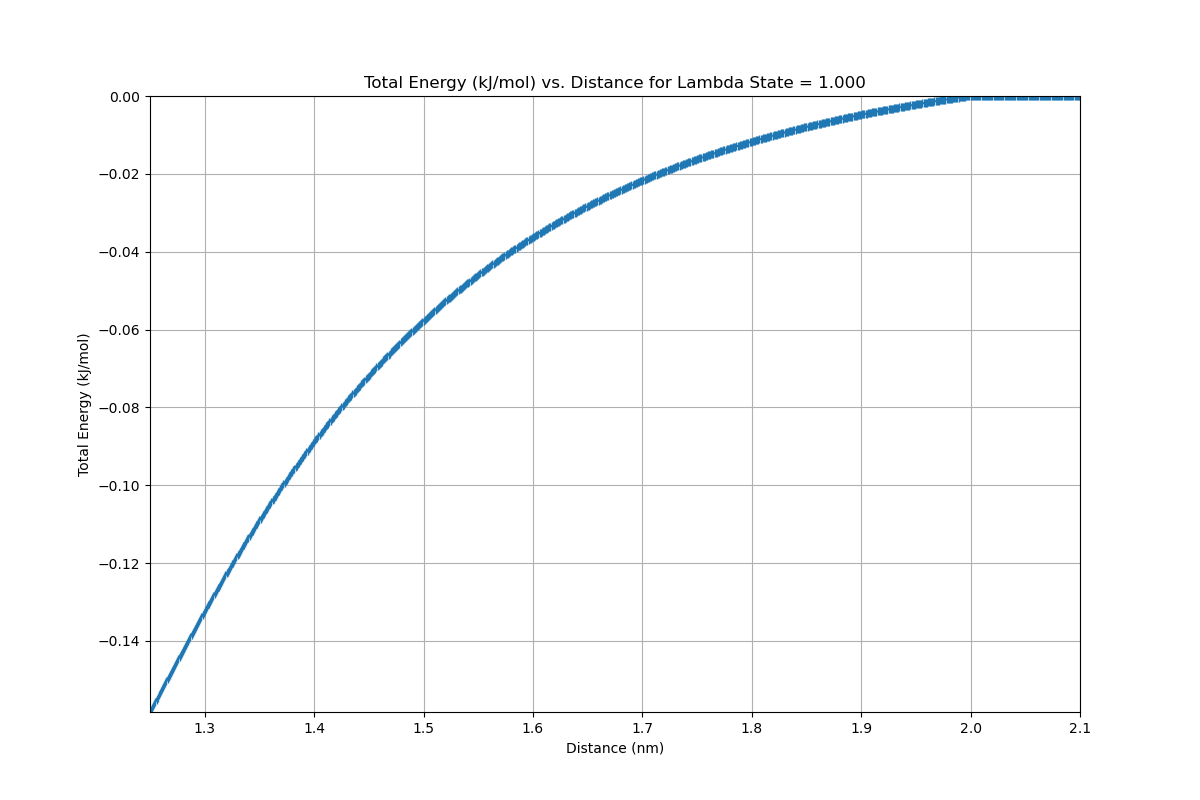 Total Energy (kJ/mol) vs. Distance for Lambda State = 1.000
0.00
−0.02
−0.04
−0.06
−0.08
−0.10
−0.12
−0.14
Total Energy (kJ/mol)
1.3 1.4 1.5 1.6 1.7 1.8 1.9 2.0 2.1
Distance (nm)